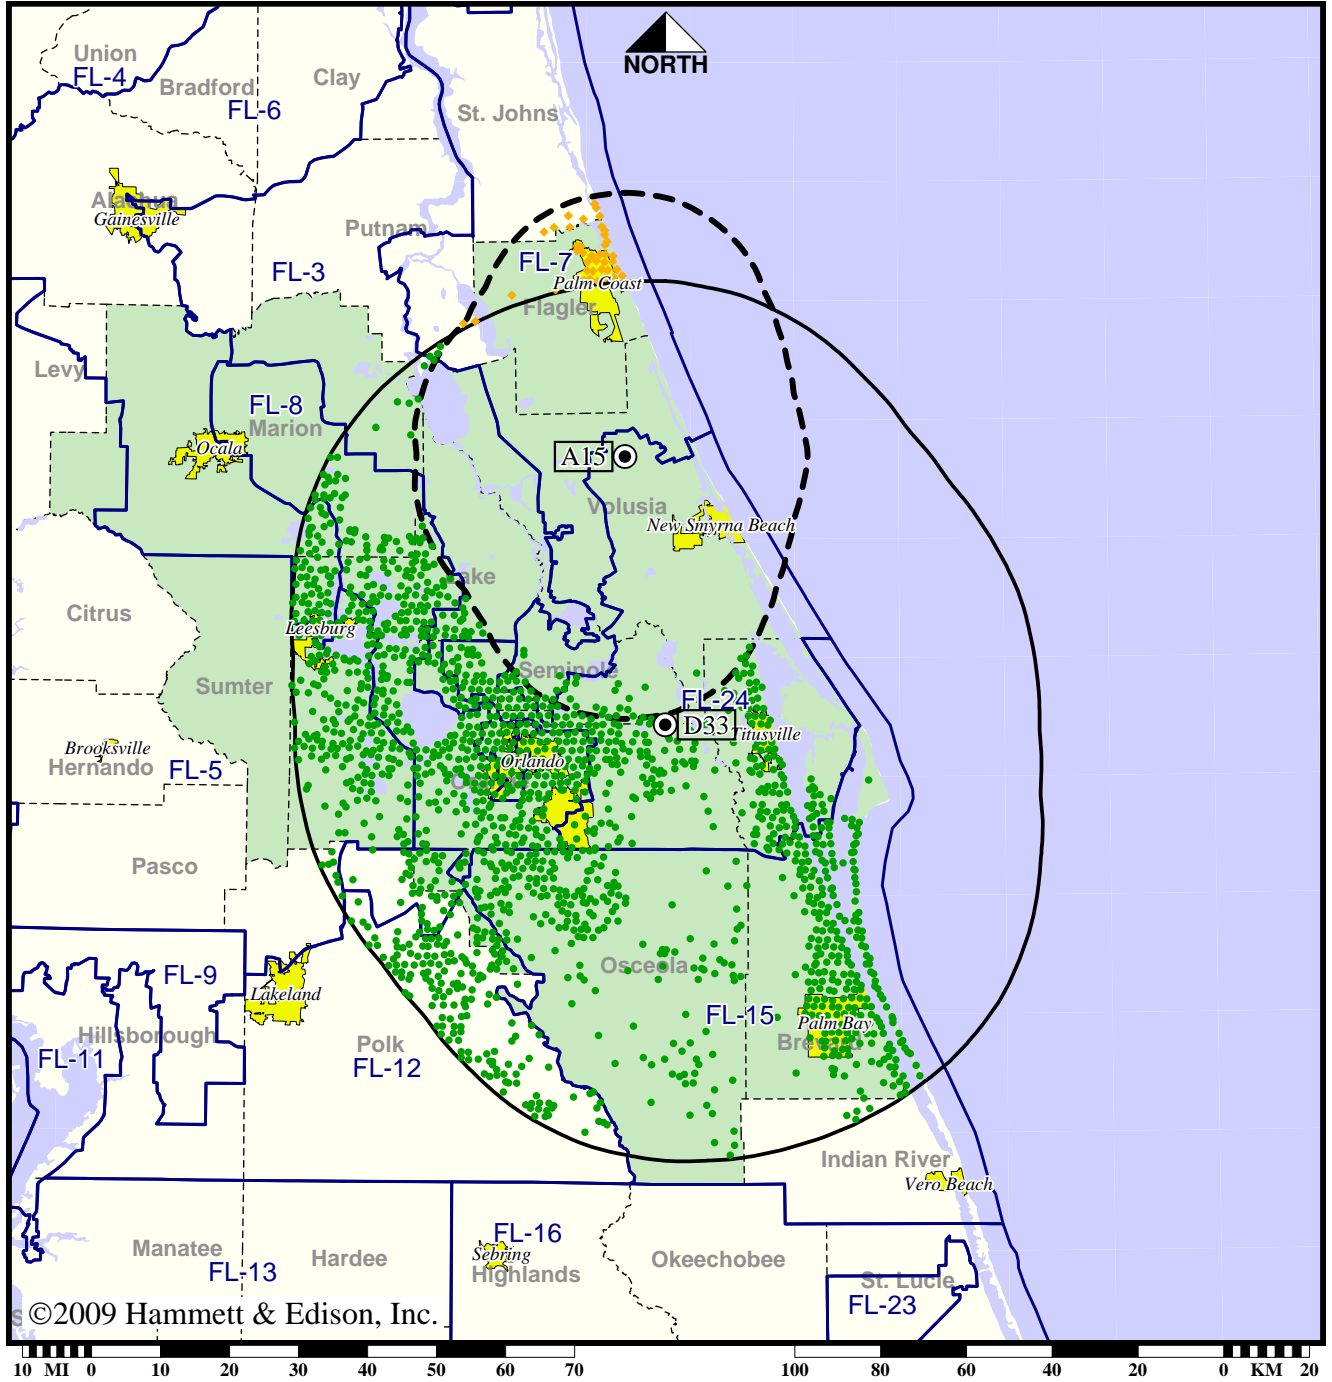 NORTH
Union
FL-4
Bradford
FL-6
Clay
St. Johns
Alachua
Gainesville
Putnam
FL-3
FL-7
Palm Coast
Flagler
Levy
FL-8
Marion
Ocala
A15
Volusia
New Smyrna Beach
Lake
Citrus
Leesburg
Seminole
Sumter
FL-24
D33
Titusville
Brooksville
Hernando
FL-5
Orlando
Pasco
FL-9
Osceola
Lakeland
FL-15
Palm Bay
Brevard
Hillsborough
FL-11
Polk
FL-12
Indian River
Vero Beach
Manatee
FL-13
Hardee
FL-16
Sebring
Highlands
Okeechobee
St. Lucie
FL-23
©2009 Hammett & Edison, Inc.
10 MI 0 10 20 30 40 50 60 70 100 80 60 40 20 0 KM 20